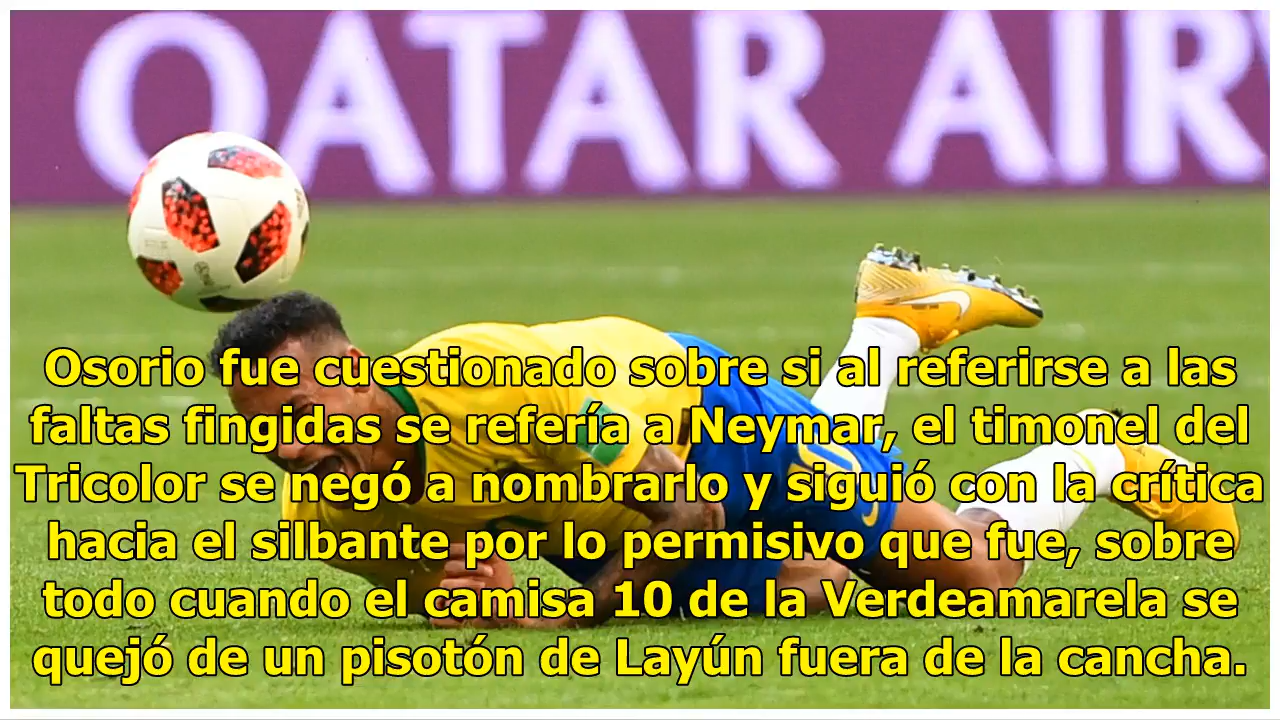 QATAR AIRW
Osorio fue cuestionado sobre si al referirse a las
faltas fingidas se refería a Neymar, el timonel del
Tricolor se negó a nombrarlo y siguió con la crítica
hacia el silbante por lo permisivo que fue, sobre
todo cuando el camisa 10 de la Verdeamarela se
quejó de un pisotón de Layún fuera de la cancha.